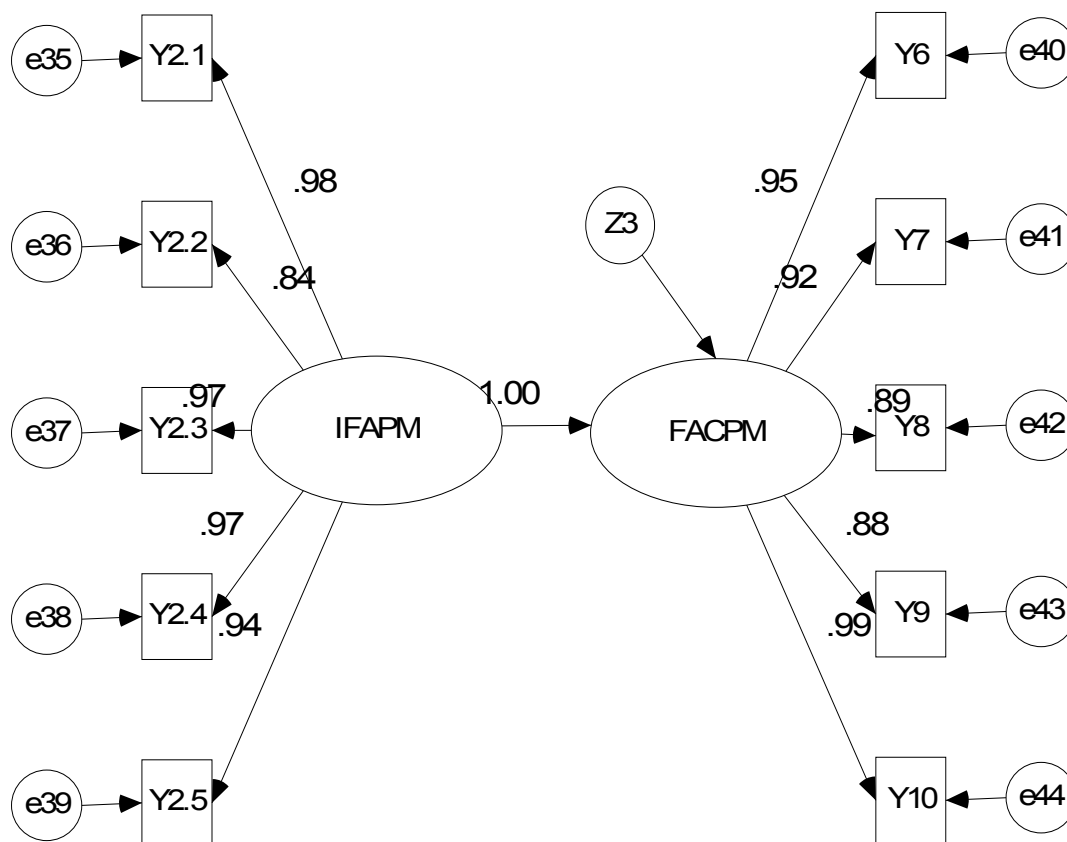 e35
Y2.1
Y6
e40
.98
.95
Z3
e36
Y2.2
Y7
e41
.84
.92
e37
Y2.3
.97
IFAPM
1.00
FACPM
.89
Y8
e42
.97
.88
e38
Y2.4
.94
.99
Y9
e43
e39
Y2.5
Y10
e44